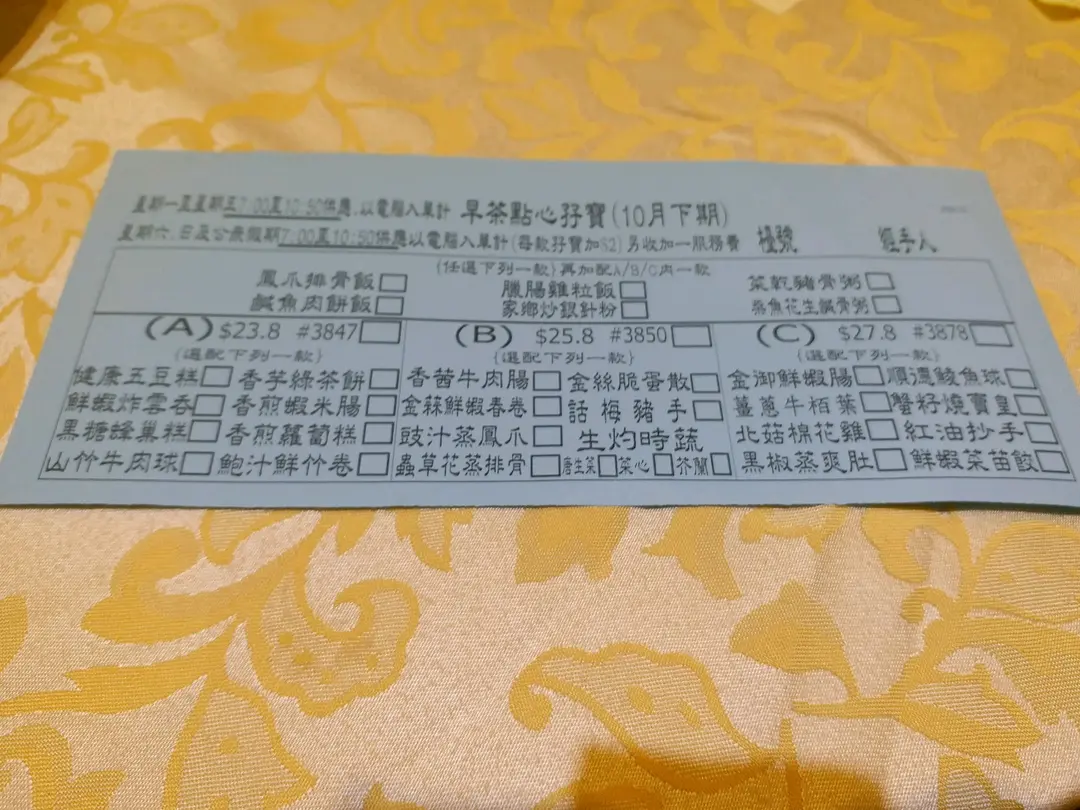 星期一至星期五7:00至10:50供應,以電腦入單計 早茶點心孖寶(10月下期)
星期六、日及公衆假期7:00至10:50供應以電腦入單計(每款孖寶加$2)另收加一服務費 檯號 經手人
(任選下列一款)再加配A/B/C內一款
鳳爪排骨飯 臘腸雞粒飯 菜乾豬骨粥
鹹魚肉餅飯 家鄉炒銀針粉 柴魚花生鹹骨粥
(A) $23.8 #3847 (B) $25.8 #3850 (C) $27.8 #3878
(選配下列一款) (選配下列一款) (選配下列一款)
健康五豆糕 香芋綠茶餅 香茜牛肉腸 金絲脆蛋散 金御鮮蝦腸 順德鯪魚球
鮮蝦炸雲吞 香煎蝦米腸 金蒜鮮蝦春卷 話梅豬手 薑蔥牛栢葉 蟹籽燒賣皇
黑糖蜂巢糕 香煎蘿蔔糕 豉汁蒸鳳爪 生灼時蔬 北菇棉花雞 紅油抄手
山竹牛肉球 鮑汁鮮竹卷 蟲草花蒸排骨 唐生菜 菜心 芥蘭 黑椒蒸爽肚 鮮蝦菜苗餃